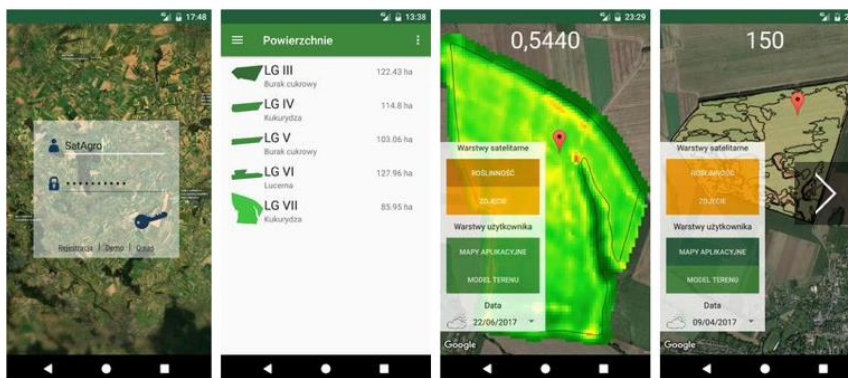 17:48
SatAgro
Rejestracja | Demo | O nas
13:38
Powierzchnie
LG III
122.43 ha
Burak cukrowy
LG IV
114.8 ha
Kukurydza
LG V
103.06 ha
Burak cukrowy
LG VI
127.96 ha
Lucerna
LG VII
85.95 ha
Kukurydza
23:29
0,5440
Warstwy satelitarne
ROŚLINNOŚĆ
ZDJĘCIE
Warstwy użytkownika
MAPY APLIKACYJNE
MODEL TERENU
Data
22/06/2017
Google
150
Warstwy satelitarne
ROŚLINNOŚĆ
ZDJĘCIE
Warstwy użytkownika
MAPY APLIKACYJNE
MODEL TERENU
Data
09/04/2017
Google